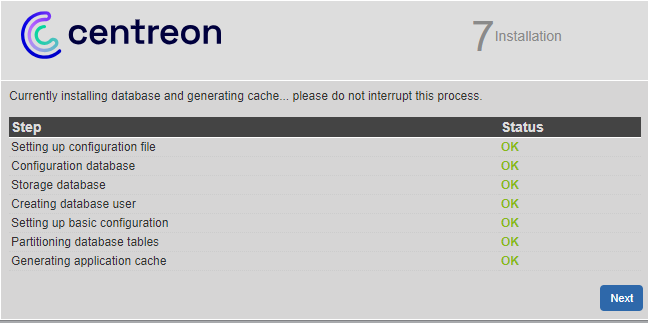 centreon
7 Installation
Currently installing database and generating cache... please do not interrupt this process.
Step Status
Setting up configuration file OK
Configuration database OK
Storage database OK
Creating database user OK
Setting up basic configuration OK
Partitioning database tables OK
Generating application cache OK
Next